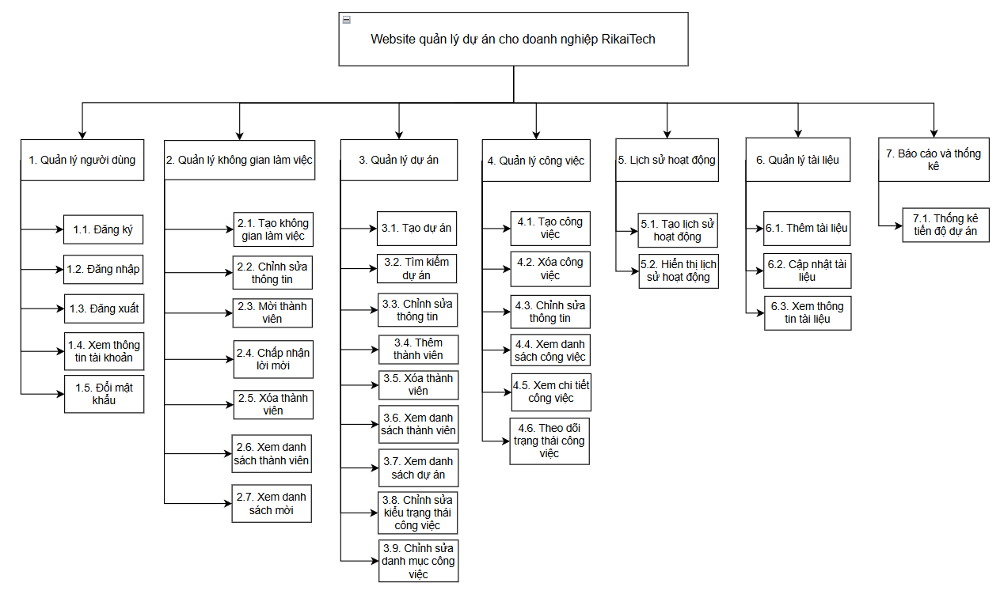 Website quản lý dự án cho doanh nghiệp RikaiTech
1. Quản lý người dùng
1.1. Đăng ký
1.2. Đăng nhập
1.3. Đăng xuất
1.4. Xem thông
tin tài khoản
1.5. Đổi mật
khẩu
2. Quản lý không gian làm việc
2.1. Tạo không
gian làm việc
2.2. Chỉnh sửa
thông tin
2.3. Mời thành
viên
2.4. Chấp nhận
lời mời
2.5. Xóa thành
viên
2.6. Xem danh
sách thành viên
2.7. Xem danh
sách mời
3. Quản lý dự án
3.1. Tạo dự án
3.2. Tìm kiếm
dự án
3.3. Chỉnh sửa
thông tin
3.4. Thêm
thành viên
3.5. Xóa thành
viên
3.6. Xem danh
sách thành viên
3.7. Xem danh
sách dự án
3.8. Chỉnh sửa
kiểu trạng thái
công việc
3.9. Chỉnh sửa
danh mục công
việc
4. Quản lý công việc
4.1. Tạo công
việc
4.2. Xóa công
việc
4.3. Chỉnh sửa
thông tin
4.4. Xem danh
sách công việc
4.5. Xem chi tiết
công việc
4.6. Theo dõi
trạng thái công
việc
5. Lịch sử hoạt động
5.1. Tạo lịch sử
hoạt động
5.2. Hiển thị lịch
sử hoạt động
6. Quản lý tài liệu
6.1. Thêm tài liệu
6.2. Cập nhật tài
liệu
6.3. Xem thông
tin tài liệu
7. Báo cáo và thống
kê
7.1. Thống kê
tiến độ dự án